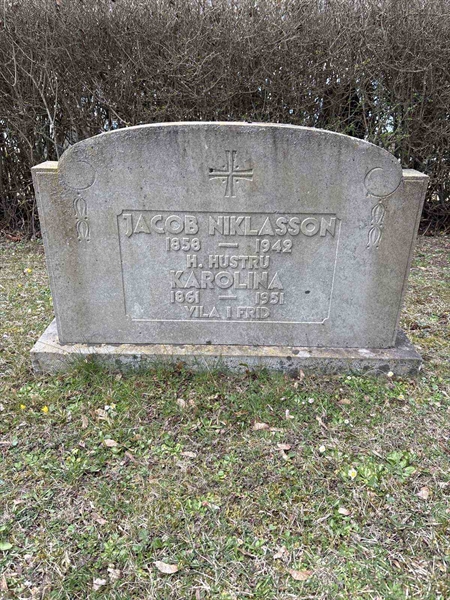 JACOB NIKLASSON
1858 — 1942
H. HUSTRU
KAROLINA
1861 — 1951
VILA I FRID